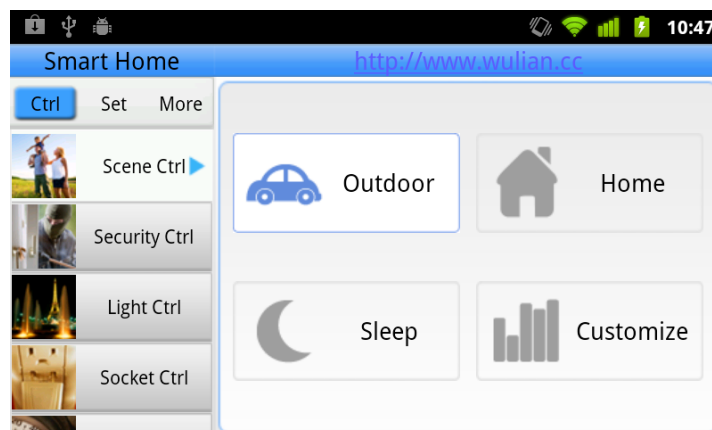 10:47
Smart Home
http://www.wulian.cc
Ctrl Set More
Scene Ctrl
Security Ctrl
Light Ctrl
Socket Ctrl
Outdoor
Home
Sleep
Customize